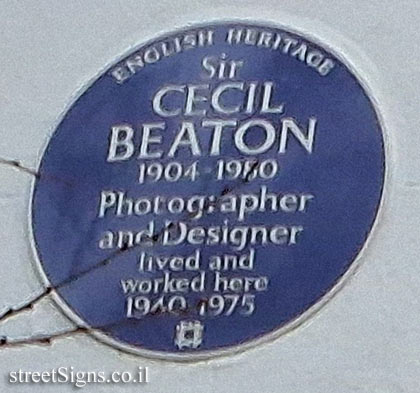 ENGLISH HERITAGE
Sir
CECIL
BEATON
1904-1980
Photographer
and Designer
lived and
worked here
1940-1975
streetSigns.co.il